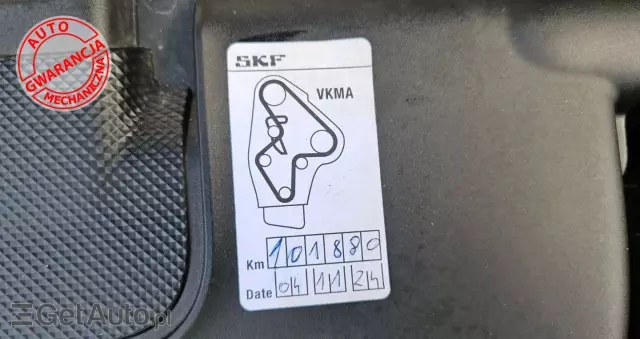 AUTO
GWARANCJA
MECHANICZNA
SKF
VKMA
Km 101880
Date 04 11 24
GetAuto.pl